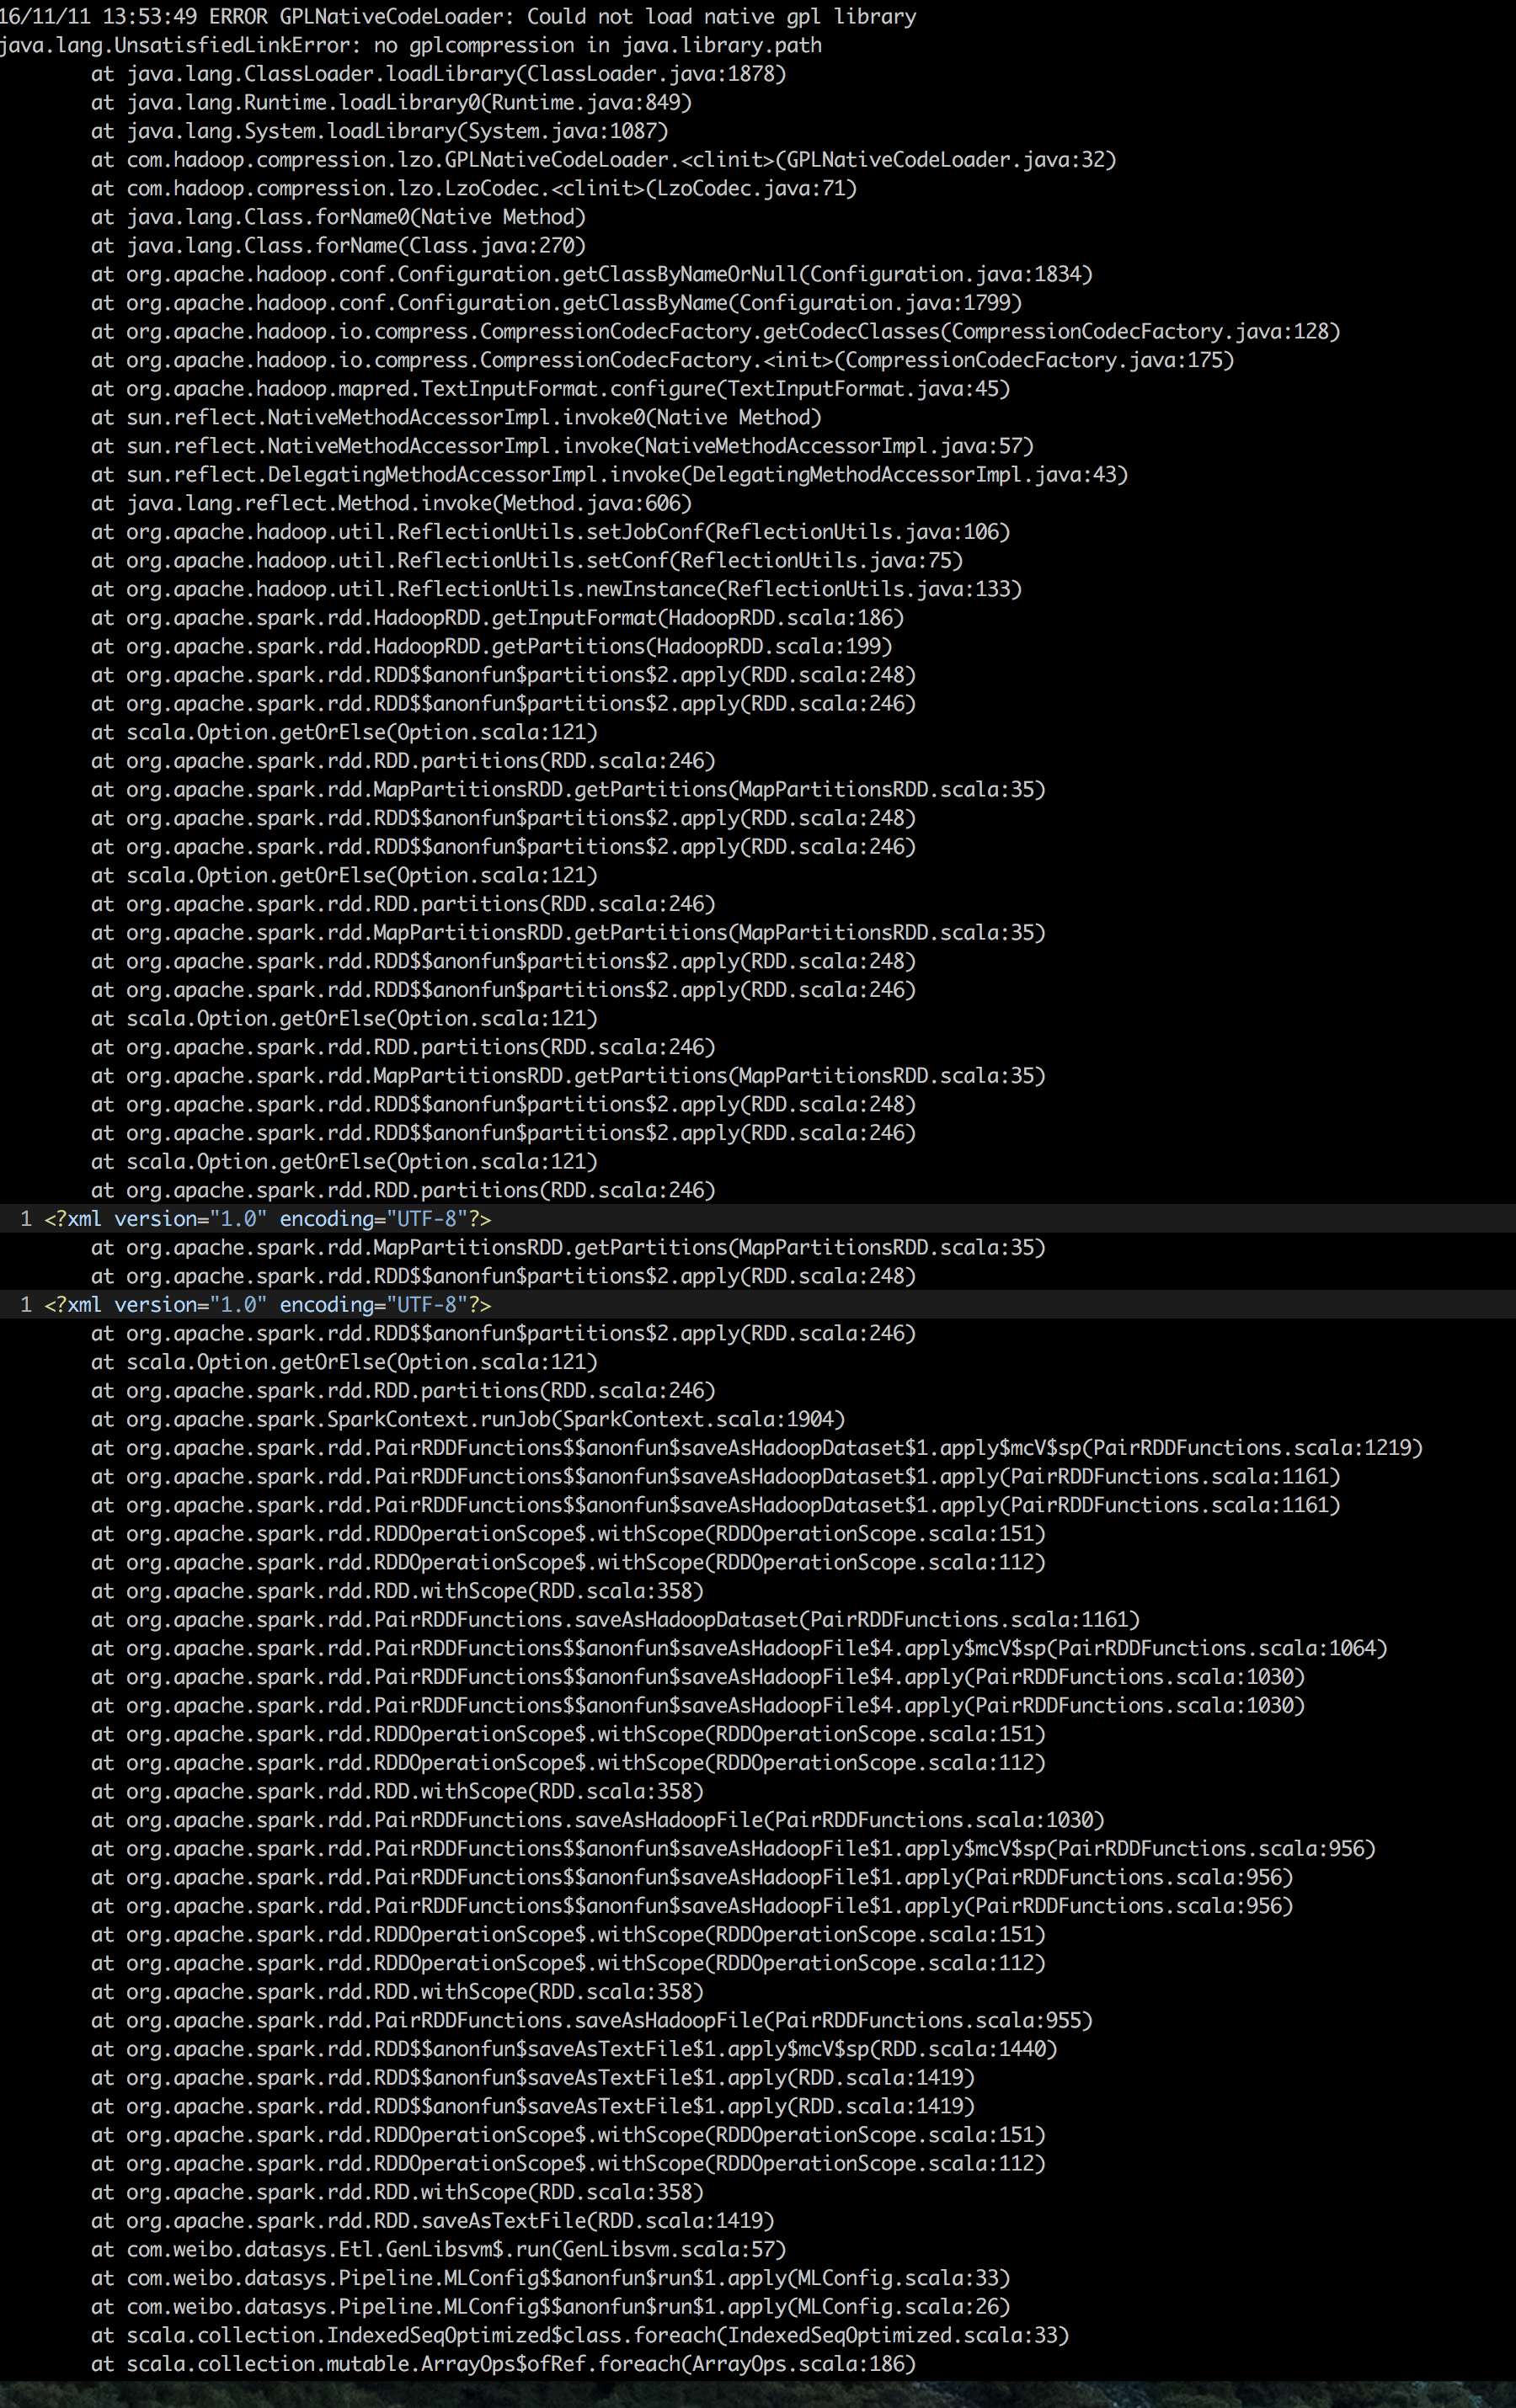 16/11/11 13:53:49 ERROR GPLNativeCodeLoader: Could not load native gpl library
java.lang.UnsatisfiedLinkError: no gplcompression in java.library.path
at java.lang.ClassLoader.loadLibrary(ClassLoader.java:1878)
at java.lang.Runtime.loadLibrary0(Runtime.java:849)
at java.lang.System.loadLibrary(System.java:1087)
at com.hadoop.compression.lzo.GPLNativeCodeLoader.<clinit>(GPLNativeCodeLoader.java:32)
at com.hadoop.compression.lzo.LzoCodec.<clinit>(LzoCodec.java:71)
at java.lang.Class.forName0(Native Method)
at java.lang.Class.forName(Class.java:270)
at org.apache.hadoop.conf.Configuration.getClassByNameOrNull(Configuration.java:1834)
at org.apache.hadoop.conf.Configuration.getClassByName(Configuration.java:1799)
at org.apache.hadoop.io.compress.CompressionCodecFactory.getCodecClasses(CompressionCodecFactory.java:128)
at org.apache.hadoop.io.compress.CompressionCodecFactory.<init>(CompressionCodecFactory.java:175)
at org.apache.hadoop.mapred.TextInputFormat.configure(TextInputFormat.java:45)
at sun.reflect.NativeMethodAccessorImpl.invoke0(Native Method)
at sun.reflect.NativeMethodAccessorImpl.invoke(NativeMethodAccessorImpl.java:57)
at sun.reflect.DelegatingMethodAccessorImpl.invoke(DelegatingMethodAccessorImpl.java:43)
at java.lang.reflect.Method.invoke(Method.java:606)
at org.apache.hadoop.util.ReflectionUtils.setJobConf(ReflectionUtils.java:106)
at org.apache.hadoop.util.ReflectionUtils.setConf(ReflectionUtils.java:75)
at org.apache.hadoop.util.ReflectionUtils.newInstance(ReflectionUtils.java:133)
at org.apache.spark.rdd.HadoopRDD.getInputFormat(HadoopRDD.scala:186)
at org.apache.spark.rdd.HadoopRDD.getPartitions(HadoopRDD.scala:199)
at org.apache.spark.rdd.RDD$$anonfun$partitions$2.apply(RDD.scala:248)
at org.apache.spark.rdd.RDD$$anonfun$partitions$2.apply(RDD.scala:246)
at scala.Option.getOrElse(Option.scala:121)
at org.apache.spark.rdd.RDD.partitions(RDD.scala:246)
at org.apache.spark.rdd.MapPartitionsRDD.getPartitions(MapPartitionsRDD.scala:35)
at org.apache.spark.rdd.RDD$$anonfun$partitions$2.apply(RDD.scala:248)
at org.apache.spark.rdd.RDD$$anonfun$partitions$2.apply(RDD.scala:246)
at scala.Option.getOrElse(Option.scala:121)
at org.apache.spark.rdd.RDD.partitions(RDD.scala:246)
at org.apache.spark.rdd.MapPartitionsRDD.getPartitions(MapPartitionsRDD.scala:35)
at org.apache.spark.rdd.RDD$$anonfun$partitions$2.apply(RDD.scala:248)
at org.apache.spark.rdd.RDD$$anonfun$partitions$2.apply(RDD.scala:246)
at scala.Option.getOrElse(Option.scala:121)
at org.apache.spark.rdd.RDD.partitions(RDD.scala:246)
at org.apache.spark.rdd.MapPartitionsRDD.getPartitions(MapPartitionsRDD.scala:35)
at org.apache.spark.rdd.RDD$$anonfun$partitions$2.apply(RDD.scala:248)
at org.apache.spark.rdd.RDD$$anonfun$partitions$2.apply(RDD.scala:246)
at scala.Option.getOrElse(Option.scala:121)
at org.apache.spark.rdd.RDD.partitions(RDD.scala:246)
1 <?xml version="1.0" encoding="UTF-8"?>
at org.apache.spark.rdd.MapPartitionsRDD.getPartitions(MapPartitionsRDD.scala:35)
at org.apache.spark.rdd.RDD$$anonfun$partitions$2.apply(RDD.scala:248)
1 <?xml version="1.0" encoding="UTF-8"?>
at org.apache.spark.rdd.RDD$$anonfun$partitions$2.apply(RDD.scala:246)
at scala.Option.getOrElse(Option.scala:121)
at org.apache.spark.rdd.RDD.partitions(RDD.scala:246)
at org.apache.spark.SparkContext.runJob(SparkContext.scala:1904)
at org.apache.spark.rdd.PairRDDFunctions$$anonfun$saveAsHadoopDataset$1.apply$mcV$sp(PairRDDFunctions.scala:1219)
at org.apache.spark.rdd.PairRDDFunctions$$anonfun$saveAsHadoopDataset$1.apply(PairRDDFunctions.scala:1161)
at org.apache.spark.rdd.PairRDDFunctions$$anonfun$saveAsHadoopDataset$1.apply(PairRDDFunctions.scala:1161)
at org.apache.spark.rdd.RDDOperationScope$.withScope(RDDOperationScope.scala:151)
at org.apache.spark.rdd.RDDOperationScope$.withScope(RDDOperationScope.scala:112)
at org.apache.spark.rdd.RDD.withScope(RDD.scala:358)
at org.apache.spark.rdd.PairRDDFunctions.saveAsHadoopDataset(PairRDDFunctions.scala:1161)
at org.apache.spark.rdd.PairRDDFunctions$$anonfun$saveAsHadoopFile$4.apply$mcV$sp(PairRDDFunctions.scala:1064)
at org.apache.spark.rdd.PairRDDFunctions$$anonfun$saveAsHadoopFile$4.apply(PairRDDFunctions.scala:1030)
at org.apache.spark.rdd.PairRDDFunctions$$anonfun$saveAsHadoopFile$4.apply(PairRDDFunctions.scala:1030)
at org.apache.spark.rdd.RDDOperationScope$.withScope(RDDOperationScope.scala:151)
at org.apache.spark.rdd.RDDOperationScope$.withScope(RDDOperationScope.scala:112)
at org.apache.spark.rdd.RDD.withScope(RDD.scala:358)
at org.apache.spark.rdd.PairRDDFunctions.saveAsHadoopFile(PairRDDFunctions.scala:1030)
at org.apache.spark.rdd.PairRDDFunctions$$anonfun$saveAsHadoopFile$1.apply$mcV$sp(PairRDDFunctions.scala:956)
at org.apache.spark.rdd.PairRDDFunctions$$anonfun$saveAsHadoopFile$1.apply(PairRDDFunctions.scala:956)
at org.apache.spark.rdd.PairRDDFunctions$$anonfun$saveAsHadoopFile$1.apply(PairRDDFunctions.scala:956)
at org.apache.spark.rdd.RDDOperationScope$.withScope(RDDOperationScope.scala:151)
at org.apache.spark.rdd.RDDOperationScope$.withScope(RDDOperationScope.scala:112)
at org.apache.spark.rdd.RDD.withScope(RDD.scala:358)
at org.apache.spark.rdd.PairRDDFunctions.saveAsHadoopFile(PairRDDFunctions.scala:955)
at org.apache.spark.rdd.RDD$$anonfun$saveAsTextFile$1.apply$mcV$sp(RDD.scala:1440)
at org.apache.spark.rdd.RDD$$anonfun$saveAsTextFile$1.apply(RDD.scala:1419)
at org.apache.spark.rdd.RDD$$anonfun$saveAsTextFile$1.apply(RDD.scala:1419)
at org.apache.spark.rdd.RDDOperationScope$.withScope(RDDOperationScope.scala:151)
at org.apache.spark.rdd.RDDOperationScope$.withScope(RDDOperationScope.scala:112)
at org.apache.spark.rdd.RDD.withScope(RDD.scala:358)
at org.apache.spark.rdd.RDD.saveAsTextFile(RDD.scala:1419)
at com.weibo.datasys.Etl.GenLibsvm$.run(GenLibsvm.scala:57)
at com.weibo.datasys.Pipeline.MLConfig$$anonfun$run$1.apply(MLConfig.scala:33)
at com.weibo.datasys.Pipeline.MLConfig$$anonfun$run$1.apply(MLConfig.scala:26)
at scala.collection.IndexedSeqOptimized$class.foreach(IndexedSeqOptimized.scala:33)
at scala.collection.mutable.ArrayOps$ofRef.foreach(ArrayOps.scala:186)